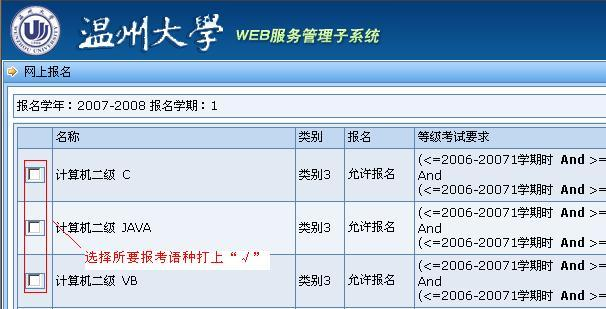 温州大学 WEB服务管理子系统
WENZHOU UNIVERSITY
网上报名
报名学年：2007-2008 报名学期：1
名称 类别 报名 等级考试要求
(<=2006-20071学期时 And >=
计算机二级 C 类别3 允许报名 And
(<=2006-20071学期时 And >=
(<=2006-20071学期时 And >=
计算机二级 JAVA 类别3 允许报名 And
(<=2006-20071学期时 And >=
选择所要报考语种打上“√”
(<=2006-20071学期时 And >=
计算机二级 VB 类别3 允许报名 And
(<=2006-20071学期时 And >=